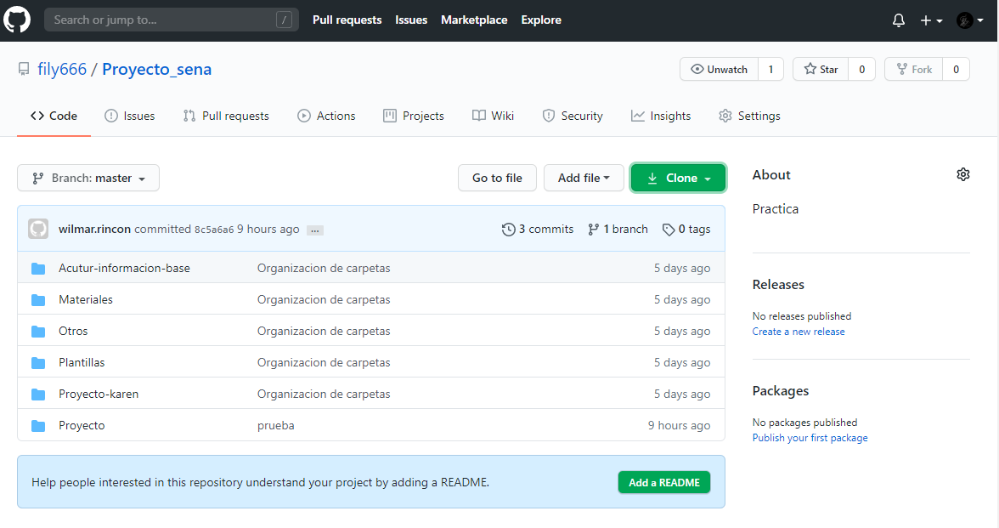 Search or jump to... / Pull requests Issues Marketplace Explore
fily666 / Proyecto_sena Unwatch 1 Star 0 Fork 0
Code Issues Pull requests Actions Projects Wiki Security Insights Settings
Branch: master Go to file Add file Clone
wilmar.rincon committed 8c5a6a6 9 hours ago ... 3 commits 1 branch 0 tags
Acutur-informacion-base Organizacion de carpetas 5 days ago
Materiales Organizacion de carpetas 5 days ago
Otros Organizacion de carpetas 5 days ago
Plantillas Organizacion de carpetas 5 days ago
Proyecto-karen Organizacion de carpetas 5 days ago
Proyecto prueba 9 hours ago
Help people interested in this repository understand your project by adding a README. Add a README
About
Practica
Releases
No releases published
Create a new release
Packages
No packages published
Publish your first package